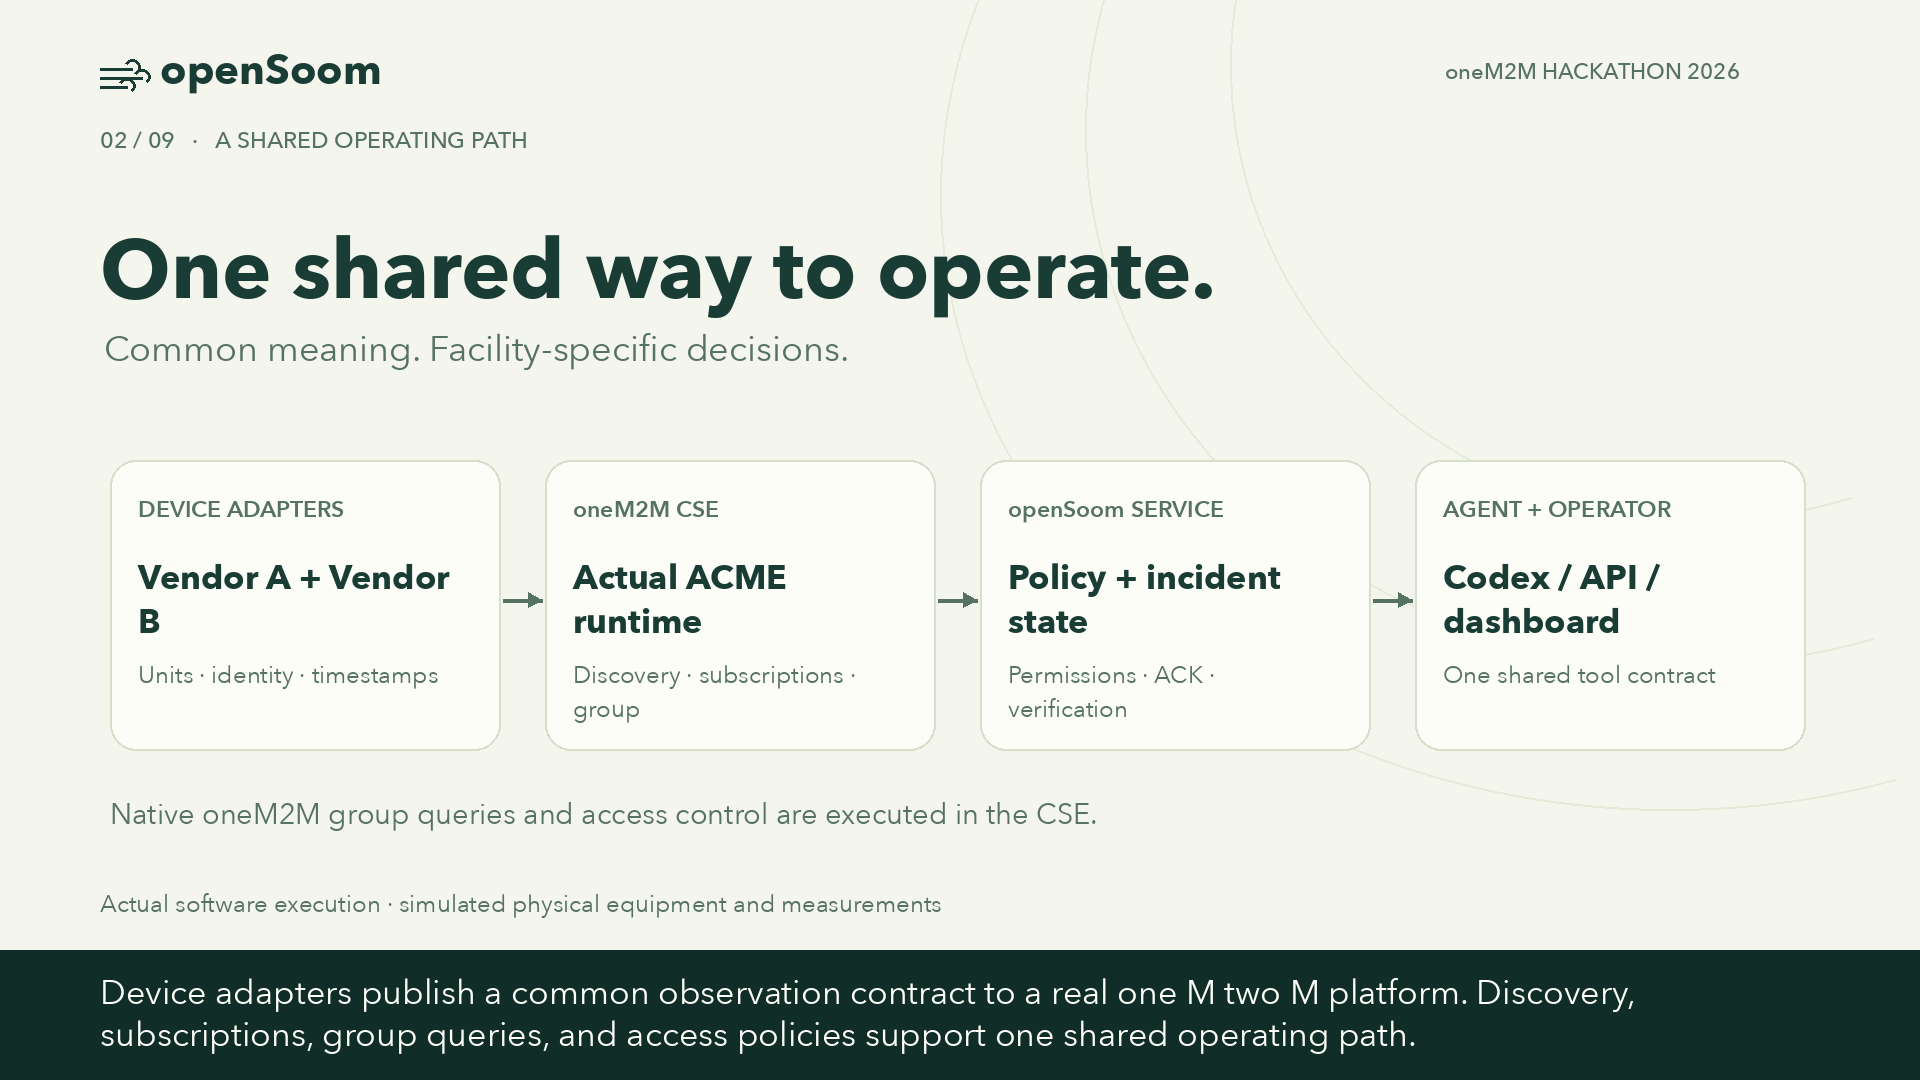 openSoom
oneM2M HACKATHON 2026
02 / 09 · A SHARED OPERATING PATH
One shared way to operate.
Common meaning. Facility-specific decisions.
DEVICE ADAPTERS
Vendor A + Vendor
B
Units · identity · timestamps
oneM2M CSE
Actual ACME
runtime
Discovery · subscriptions ·
group
openSoom SERVICE
Policy + incident
state
Permissions · ACK ·
verification
AGENT + OPERATOR
Codex / API /
dashboard
One shared tool contract
Native oneM2M group queries and access control are executed in the CSE.
Actual software execution · simulated physical equipment and measurements
Device adapters publish a common observation contract to a real one M two M platform. Discovery,
subscriptions, group queries, and access policies support one shared operating path.